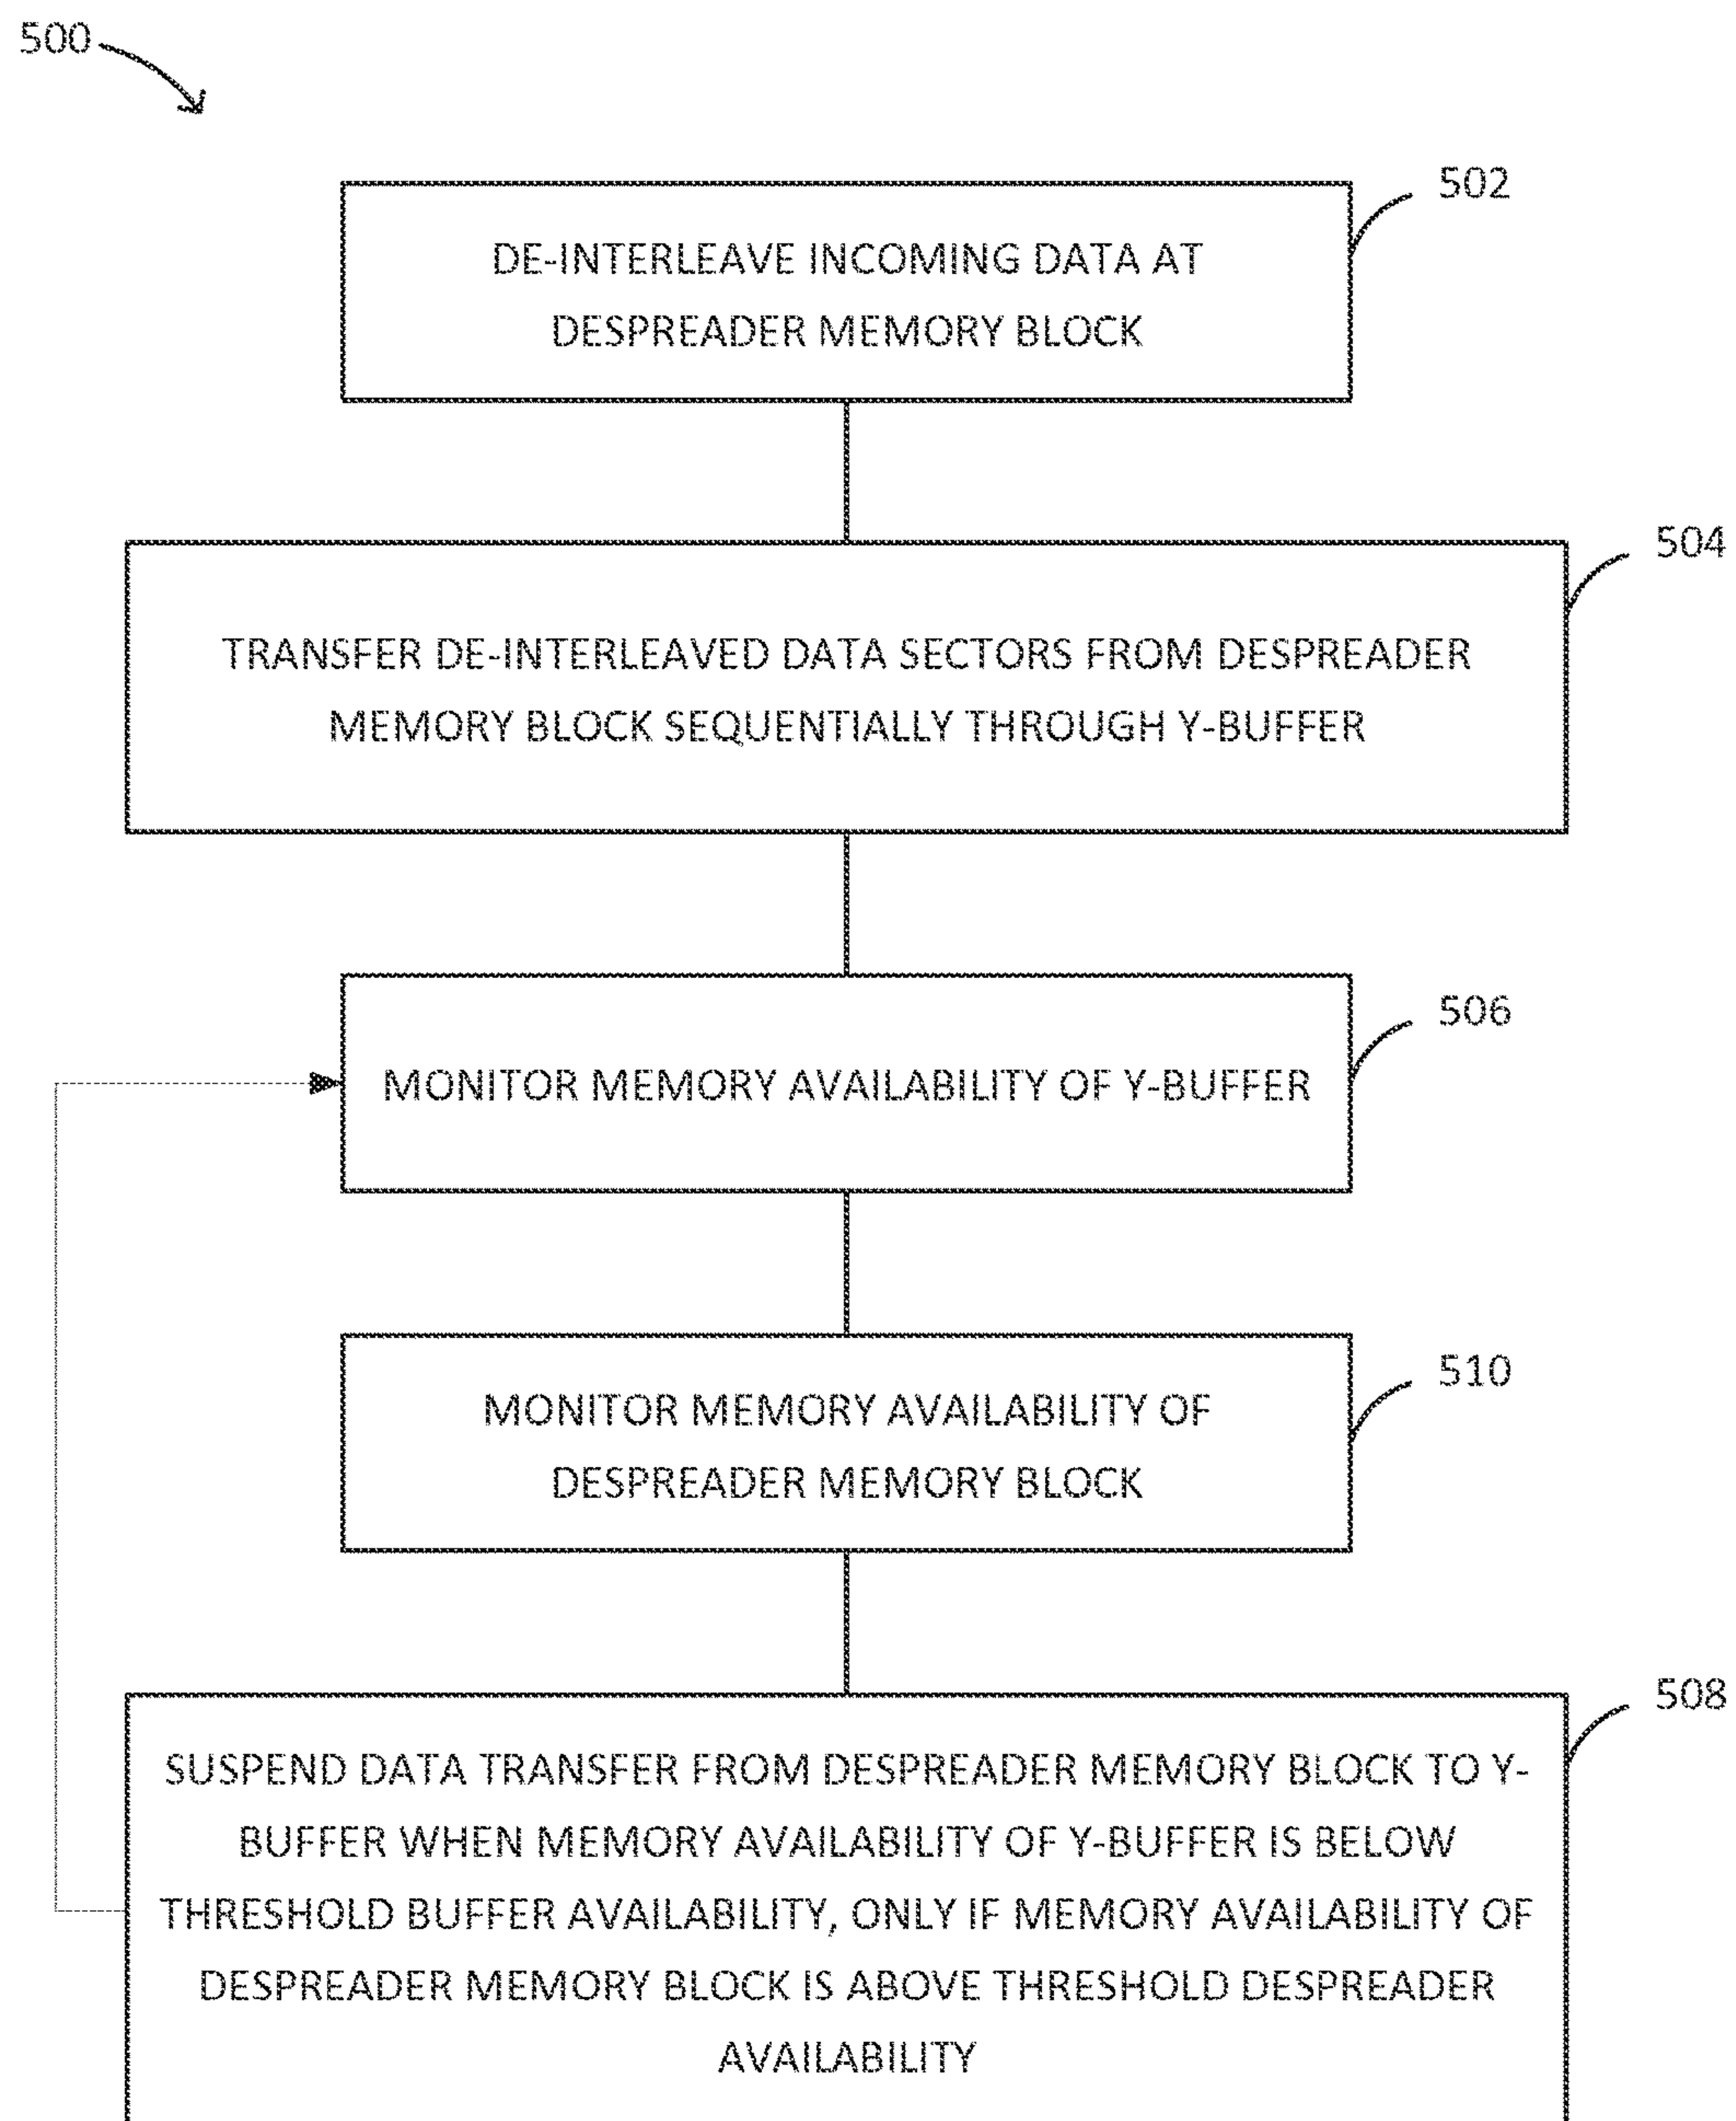 500
502
DE-INTERLEAVE INCOMING DATA AT
DESPREADER MEMORY BLOCK
504
TRANSFER DE-INTERLEAVED DATA SECTORS FROM DESPREADER
MEMORY BLOCK SEQUENTIALLY THROUGH Y-BUFFER
506
MONITOR MEMORY AVAILABILITY OF Y-BUFFER
510
MONITOR MEMORY AVAILABILITY OF
DESPREADER MEMORY BLOCK
508
SUSPEND DATA TRANSFER FROM DESPREADER MEMORY BLOCK TO Y-
BUFFER WHEN MEMORY AVAILABILITY OF Y-BUFFER IS BELOW
THRESHOLD BUFFER AVAILABILITY, ONLY IF MEMORY AVAILABILITY OF
DESPREADER MEMORY BLOCK IS ABOVE THRESHOLD DESPREADER
AVAILABILITY